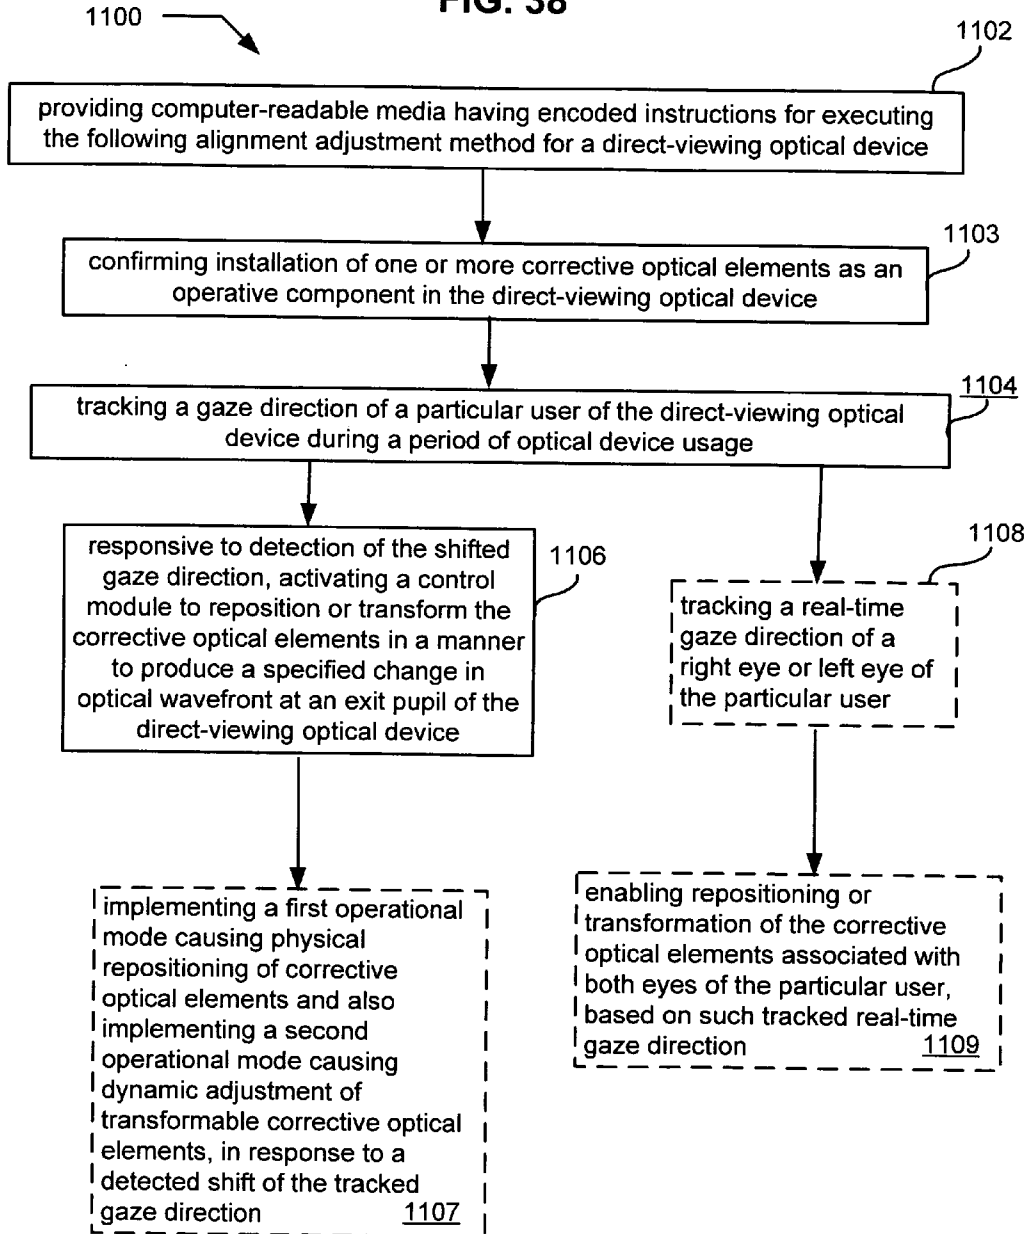 FIG. 38
1100
1102
providing computer-readable media having encoded instructions for executing
the following alignment adjustment method for a direct-viewing optical device
1103
confirming installation of one or more corrective optical elements as an
operative component in the direct-viewing optical device
1104
tracking a gaze direction of a particular user of the direct-viewing optical
device during a period of optical device usage
1106
responsive to detection of the shifted
gaze direction, activating a control
module to reposition or transform the
corrective optical elements in a manner
to produce a specified change in
optical wavefront at an exit pupil of the
direct-viewing optical device
1108
tracking a real-time
gaze direction of a
right eye or left eye of
the particular user
implementing a first operational
mode causing physical
repositioning of corrective
optical elements and also
implementing a second
operational mode causing
dynamic adjustment of
transformable corrective optical
elements, in response to a
detected shift of the tracked
gaze direction 1107
enabling repositioning or
transformation of the corrective
optical elements associated with
both eyes of the particular user,
based on such tracked real-time
gaze direction 1109